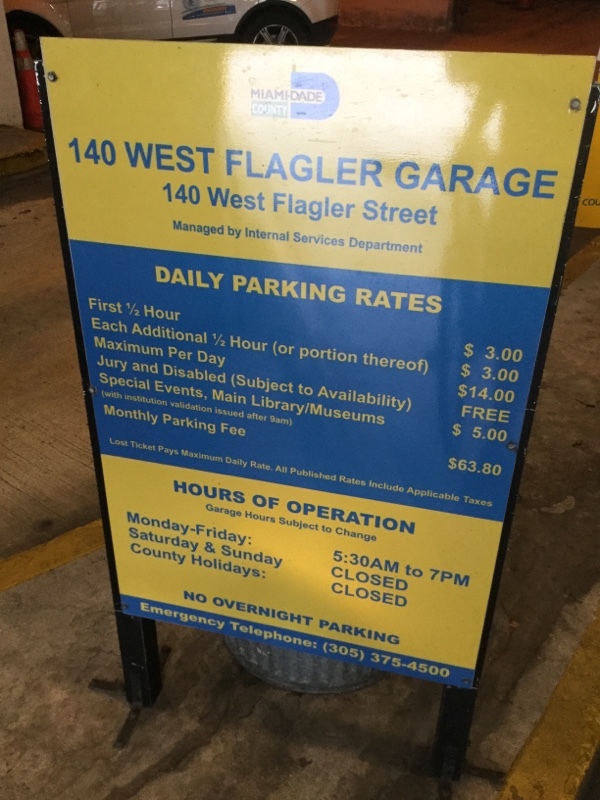 MIAMI-DADE
COUNTY
140 WEST FLAGLER GARAGE
140 West Flagler Street
Managed by Internal Services Department
DAILY PARKING RATES
First ½ Hour $ 3.00
Each Additional ½ Hour (or portion thereof) $ 3.00
Maximum Per Day $14.00
Jury and Disabled (Subject to Availability) FREE
Special Events, Main Library/Museums $ 5.00
(with institution validation issued after 9am)
Monthly Parking Fee $63.80
Lost Ticket Pays Maximum Daily Rate. All Published Rates Include Applicable Taxes
HOURS OF OPERATION
Garage Hours Subject to Change
Monday-Friday: 5:30AM to 7PM
Saturday & Sunday CLOSED
County Holidays: CLOSED
NO OVERNIGHT PARKING
Emergency Telephone: (305) 375-4500